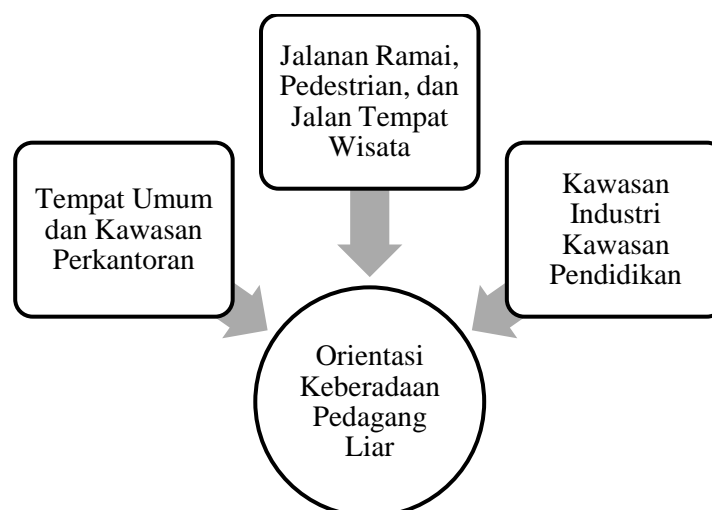 Jalanan Ramai,
Pedestrian, dan
Jalan Tempat
Wisata
Tempat Umum
dan Kawasan
Perkantoran
Kawasan
Industri
Kawasan
Pendidikan
Orientasi
Keberadaan
Pedagang
Liar